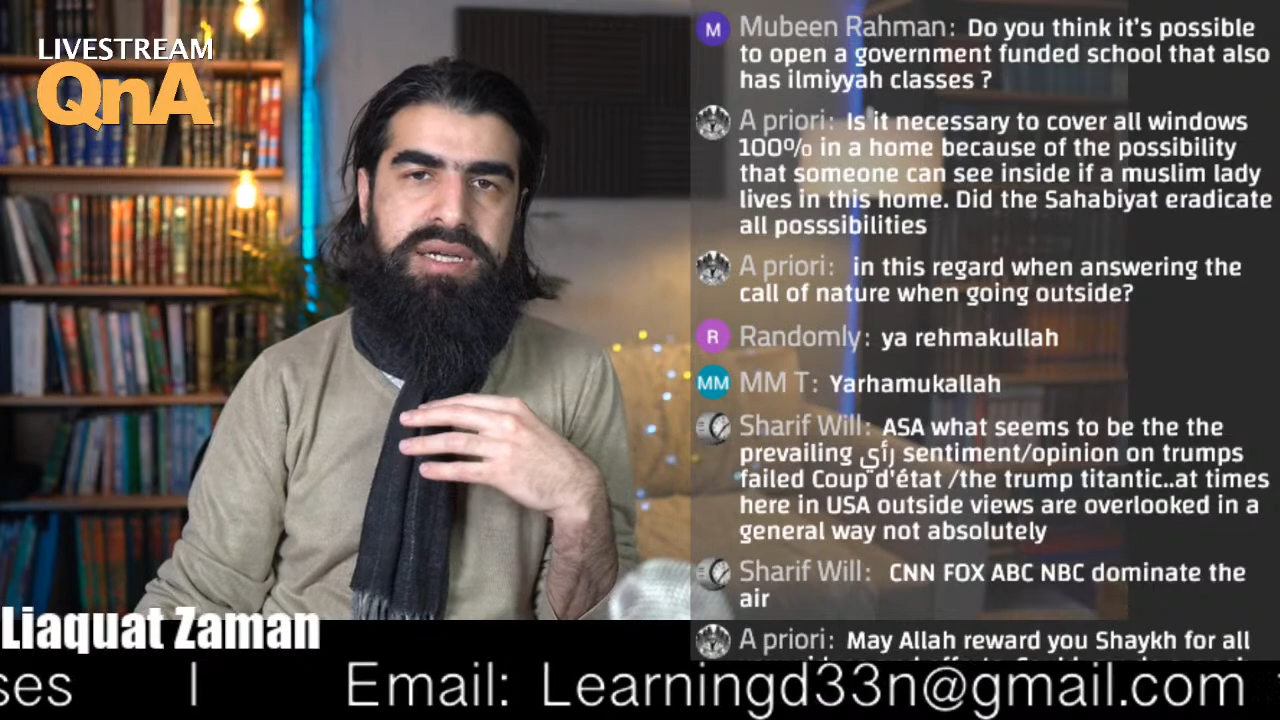 LIVESTREAM
QnA
M Mubeen Rahman: Do you think it's possible
to open a government funded school that also
has ilmiyyah classes ?
A priori: Is it necessary to cover all windows
100% in a home because of the possibility
that someone can see inside if a muslim lady
lives in this home. Did the Sahabiyat eradicate
all posssibilities
A priori: in this regard when answering the
call of nature when going outside?
R Randomly: ya rehmakullah
MM MM T: Yarhamukallah
Sharif Will: ASA what seems to be the the
prevailing رأي sentiment/opinion on trumps
failed Coup d'état /the trump titantic..at times
here in USA outside views are overlooked in a
general way not absolutely
Sharif Will: CNN FOX ABC NBC dominate the
air
A priori: May Allah reward you Shaykh for all
Liaquat Zaman
ses | Email: Learningd33n@gmail.com